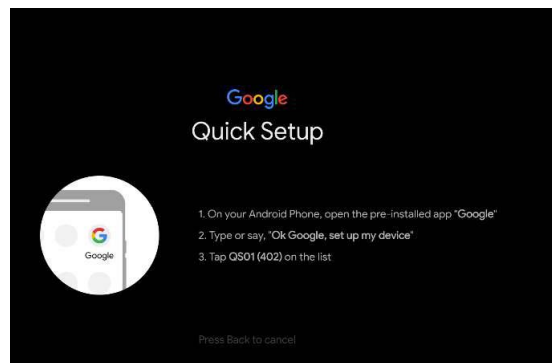 Google
Quick Setup
1. On your Android Phone, open the pre-installed app "Google"
2. Type or say, "Ok Google, set up my device"
3. Tap QS01 (402) on the list
G
Google
Press Back to cancel